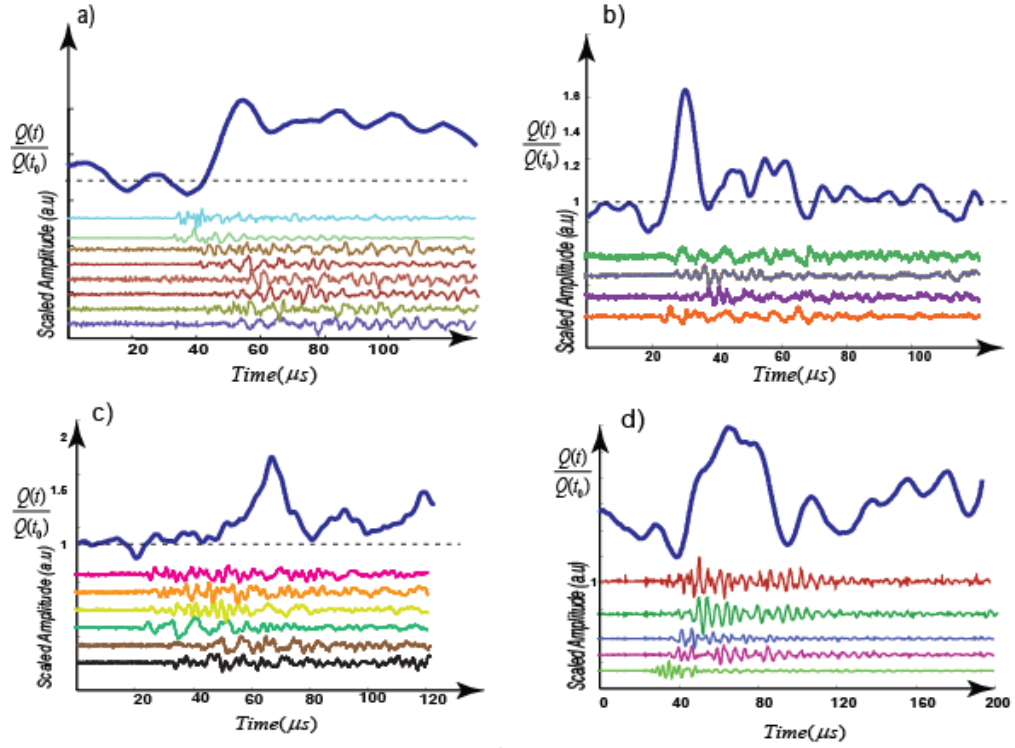 a)
Q(t)
Q(t₀)
Scaled Amplitude (a.u)
20 40 60 80 100
Time(μs)
b)
1.6
1.4
1.2
1
Q(t)
Q(t₀)
Scaled Amplitude (a.u)
20 40 60 80 100
Time(μs)
c)
2
1.6
1
Q(t)
Q(t₀)
Scaled Amplitude (a.u)
20 40 60 80 100 120
Time(μs)
d)
Q(t)
Q(t₀)
1
Scaled Amplitude (a.u)
0 40 80 120 160 200
Time(μs)